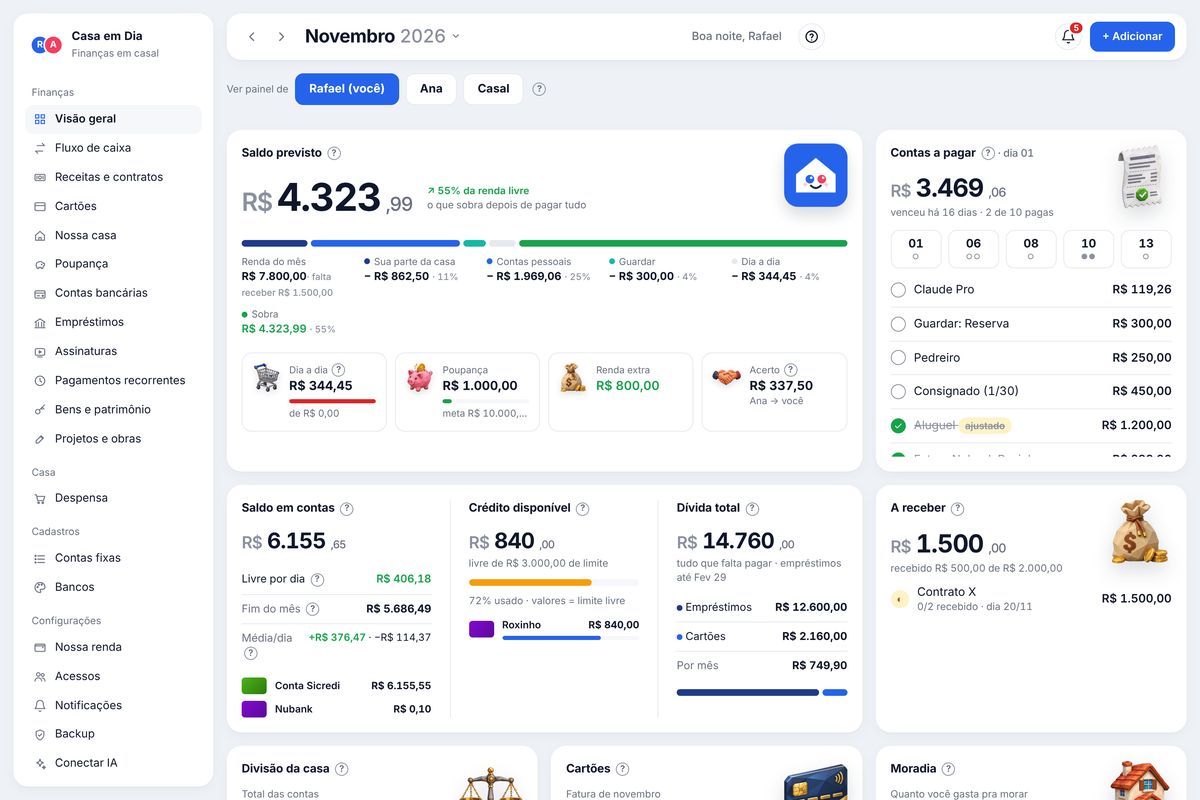 R A Casa em Dia
Finanças em casal
Finanças
Visão geral
Fluxo de caixa
Receitas e contratos
Cartões
Nossa casa
Poupança
Contas bancárias
Empréstimos
Assinaturas
Pagamentos recorrentes
Bens e patrimônio
Projetos e obras
Casa
Despensa
Cadastros
Contas fixas
Bancos
Configurações
Nossa renda
Acessos
Notificações
Backup
Conectar IA
Novembro 2026
Boa noite, Rafael ?
5
+ Adicionar
Ver painel de Rafael (você) Ana Casal ?
Saldo previsto ?
R$ 4.323 ,99
↗ 55% da renda livre
o que sobra depois de pagar tudo
Renda do mês
R$ 7.800,00 · falta
receber R$ 1.500,00
Sua parte da casa
− R$ 862,50 · 11%
Contas pessoais
− R$ 1.969,06 · 25%
Guardar
− R$ 300,00 · 4%
Dia a dia
− R$ 344,45 · 4%
Sobra
R$ 4.323,99 · 55%
Dia a dia ?
R$ 344,45
de R$ 0,00
Poupança
R$ 1.000,00
meta R$ 10.000,...
Renda extra
R$ 800,00
Acerto ?
R$ 337,50
Ana → você
Contas a pagar ? · dia 01
R$ 3.469 ,06
venceu há 16 dias · 2 de 10 pagas
01 06 08 10 13
Claude Pro R$ 119,26
Guardar: Reserva R$ 300,00
Pedreiro R$ 250,00
Consignado (1/30) R$ 450,00
Aluguel ajustado R$ 1.200,00
Saldo em contas ?
R$ 6.155 ,65
Livre por dia ? R$ 406,18
Fim do mês ? R$ 5.686,49
Média/dia ? +R$ 376,47 · −R$ 114,37
Conta Sicredi R$ 6.155,55
Nubank R$ 0,10
Crédito disponível ?
R$ 840 ,00
livre de R$ 3.000,00 de limite
72% usado · valores = limite livre
Roxinho R$ 840,00
Dívida total ?
R$ 14.760 ,00
tudo que falta pagar · empréstimos
até Fev 29
Empréstimos R$ 12.600,00
Cartões R$ 2.160,00
Por mês R$ 749,90
A receber ?
R$ 1.500 ,00
recebido R$ 500,00 de R$ 2.000,00
Contrato X R$ 1.500,00
0/2 recebido · dia 20/11
Divisão da casa ?
Total das contas
Cartões ?
Fatura de novembro
Moradia ?
Quanto você gasta pra morar